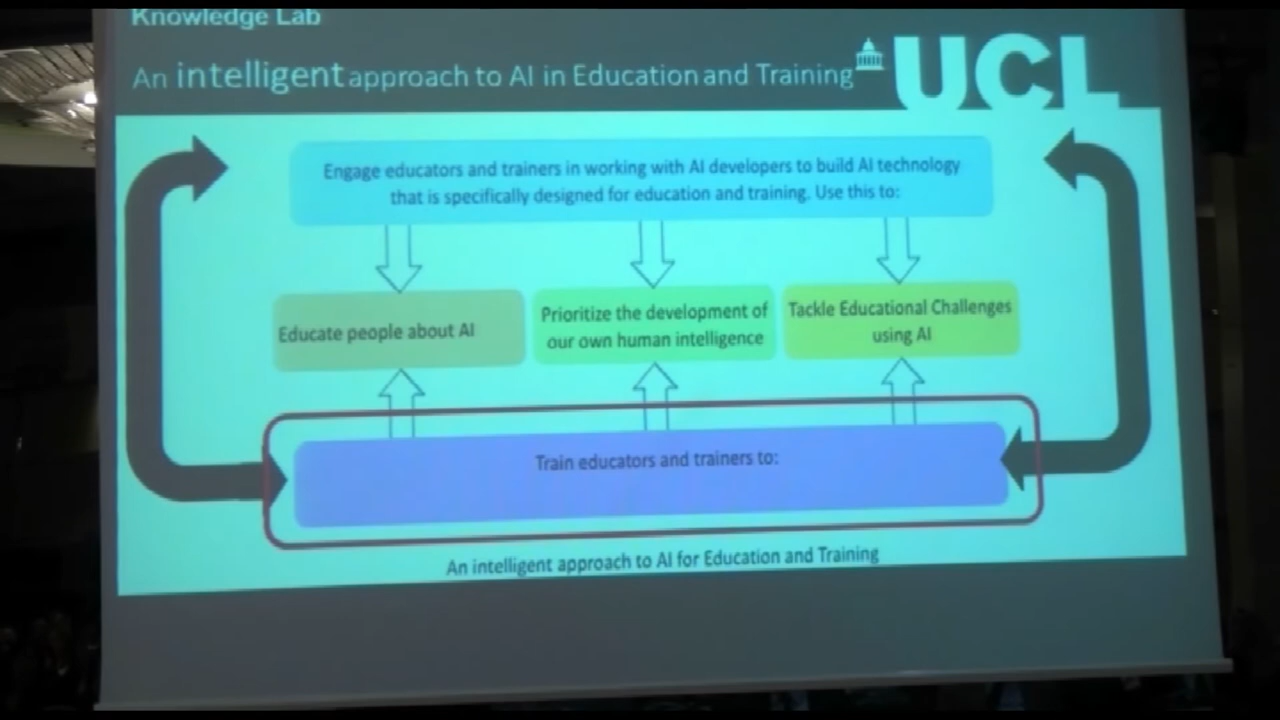 Knowledge Lab
An intelligent approach to AI in Education and Training
UCL
Engage educators and trainers in working with AI developers to build AI technology
that is specifically designed for education and training. Use this to:
Educate people about AI
Prioritize the development of
our own human intelligence
Tackle Educational Challenges
using AI
Train educators and trainers to:
An intelligent approach to AI for Education and Training